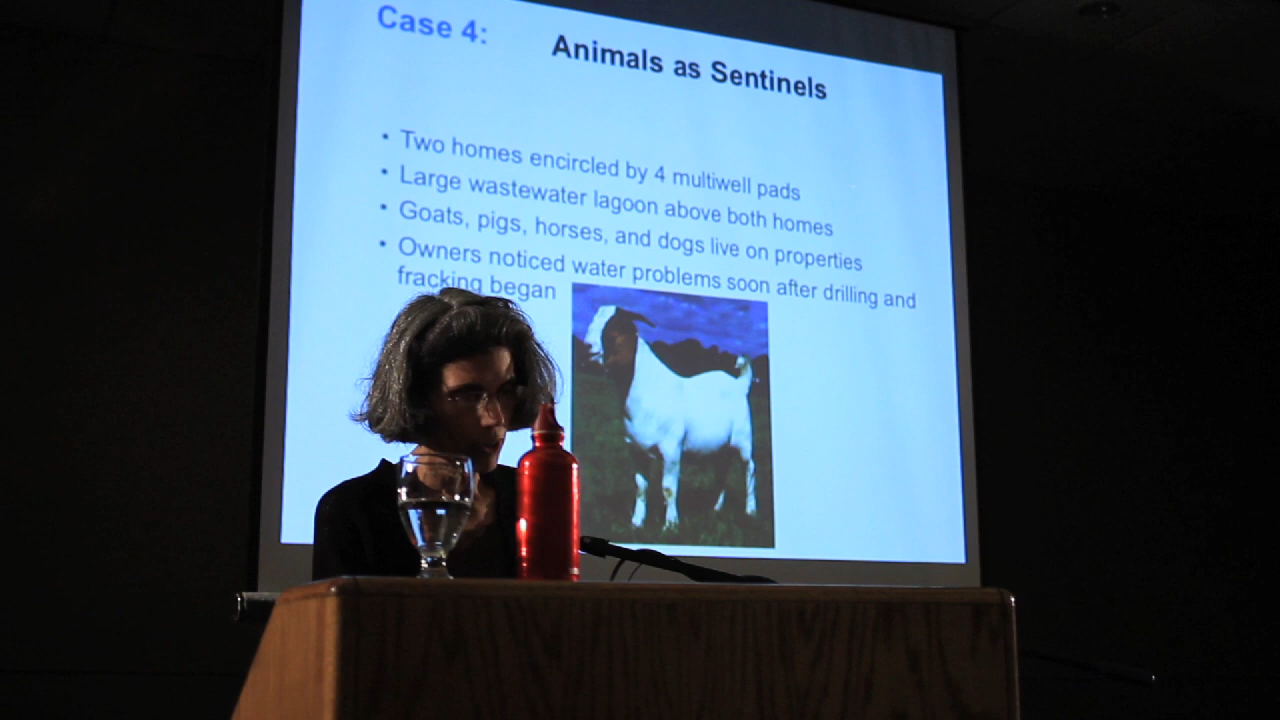 Case 4:
Animals as Sentinels
• Two homes encircled by 4 multiwell pads
• Large wastewater lagoon above both homes
• Goats, pigs, horses, and dogs live on properties
• Owners noticed water problems soon after drilling and
fracking began